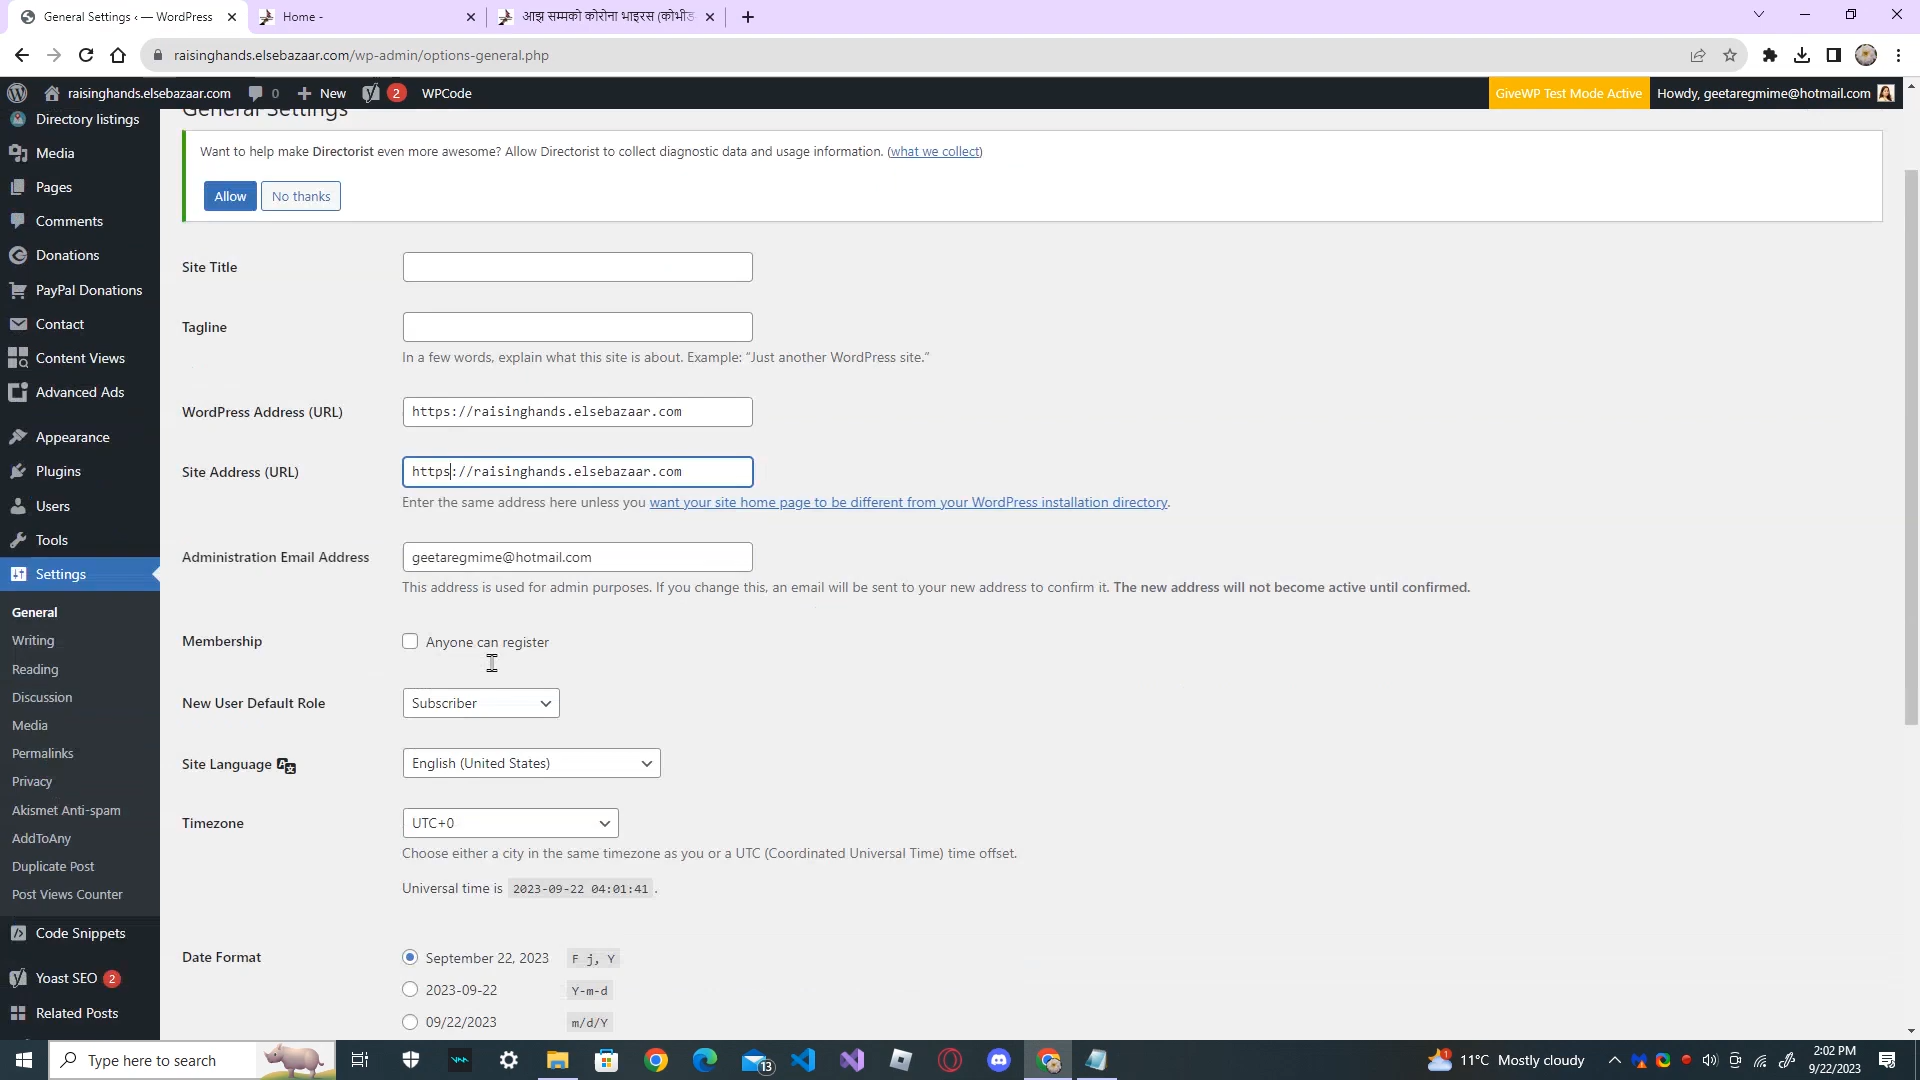 General Settings ‹ — WordPress
Home -
आझ सम्मको कोरोना भाइरस (कोभीड
raisinghands.elsebazaar.com/wp-admin/options-general.php
raisinghands.elsebazaar.com
0
New
2
WPCode
GiveWP Test Mode Active
Howdy, geetaregmime@hotmail.com
General Settings
Directory listings
Media
Pages
Comments
Donations
PayPal Donations
Contact
Content Views
Advanced Ads
Appearance
Plugins
Users
Tools
Settings
General
Writing
Reading
Discussion
Media
Permalinks
Privacy
Akismet Anti-spam
AddToAny
Duplicate Post
Post Views Counter
Code Snippets
Yoast SEO 2
Related Posts
Want to help make Directorist even more awesome? Allow Directorist to collect diagnostic data and usage information. (what we collect)
Allow
No thanks
Site Title
Tagline
In a few words, explain what this site is about. Example: “Just another WordPress site.”
WordPress Address (URL)
https://raisinghands.elsebazaar.com
Site Address (URL)
https://raisinghands.elsebazaar.com
Enter the same address here unless you want your site home page to be different from your WordPress installation directory.
Administration Email Address
geetaregmime@hotmail.com
This address is used for admin purposes. If you change this, an email will be sent to your new address to confirm it. The new address will not become active until confirmed.
Membership
Anyone can register
New User Default Role
Subscriber
Site Language
English (United States)
Timezone
UTC+0
Choose either a city in the same timezone as you or a UTC (Coordinated Universal Time) time offset.
Universal time is 2023-09-22 04:01:41 .
Date Format
September 22, 2023 F j, Y
2023-09-22 Y-m-d
09/22/2023 m/d/Y
Type here to search
13
1
11°C Mostly cloudy
2:02 PM
9/22/2023